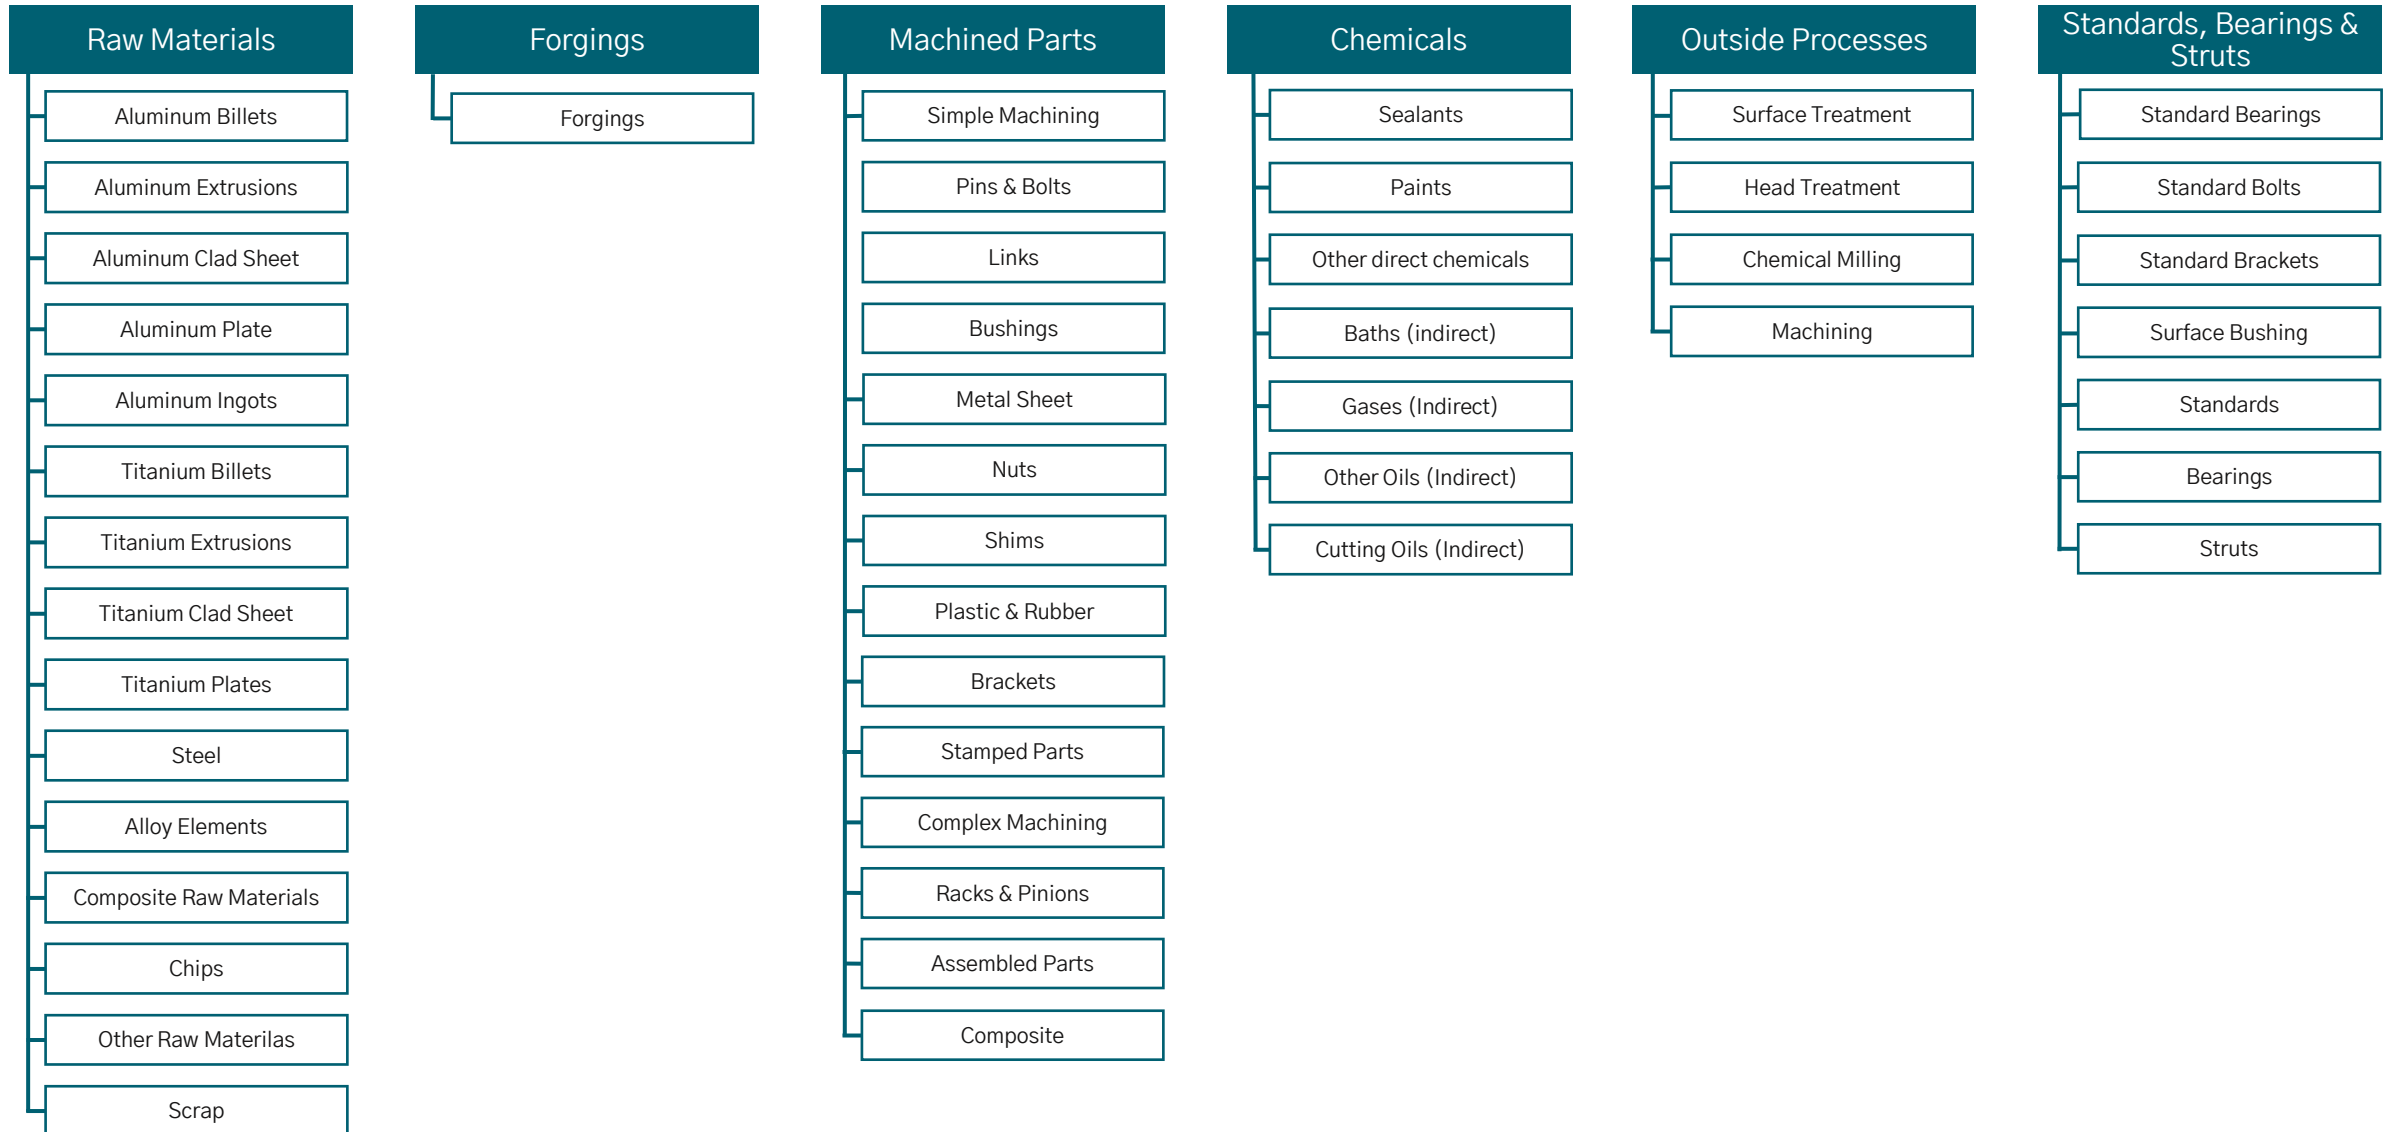 Raw Materials
Aluminum Billets
Aluminum Extrusions
Aluminum Clad Sheet
Aluminum Plate
Aluminum Ingots
Titanium Billets
Titanium Extrusions
Titanium Clad Sheet
Titanium Plates
Steel
Alloy Elements
Composite Raw Materials
Chips
Other Raw Materilas
Scrap
Forgings
Forgings
Machined Parts
Simple Machining
Pins & Bolts
Links
Bushings
Metal Sheet
Nuts
Shims
Plastic & Rubber
Brackets
Stamped Parts
Complex Machining
Racks & Pinions
Assembled Parts
Composite
Chemicals
Sealants
Paints
Other direct chemicals
Baths (indirect)
Gases (Indirect)
Other Oils (Indirect)
Cutting Oils (Indirect)
Outside Processes
Surface Treatment
Head Treatment
Chemical Milling
Machining
Standards, Bearings &
Struts
Standard Bearings
Standard Bolts
Standard Brackets
Surface Bushing
Standards
Bearings
Struts